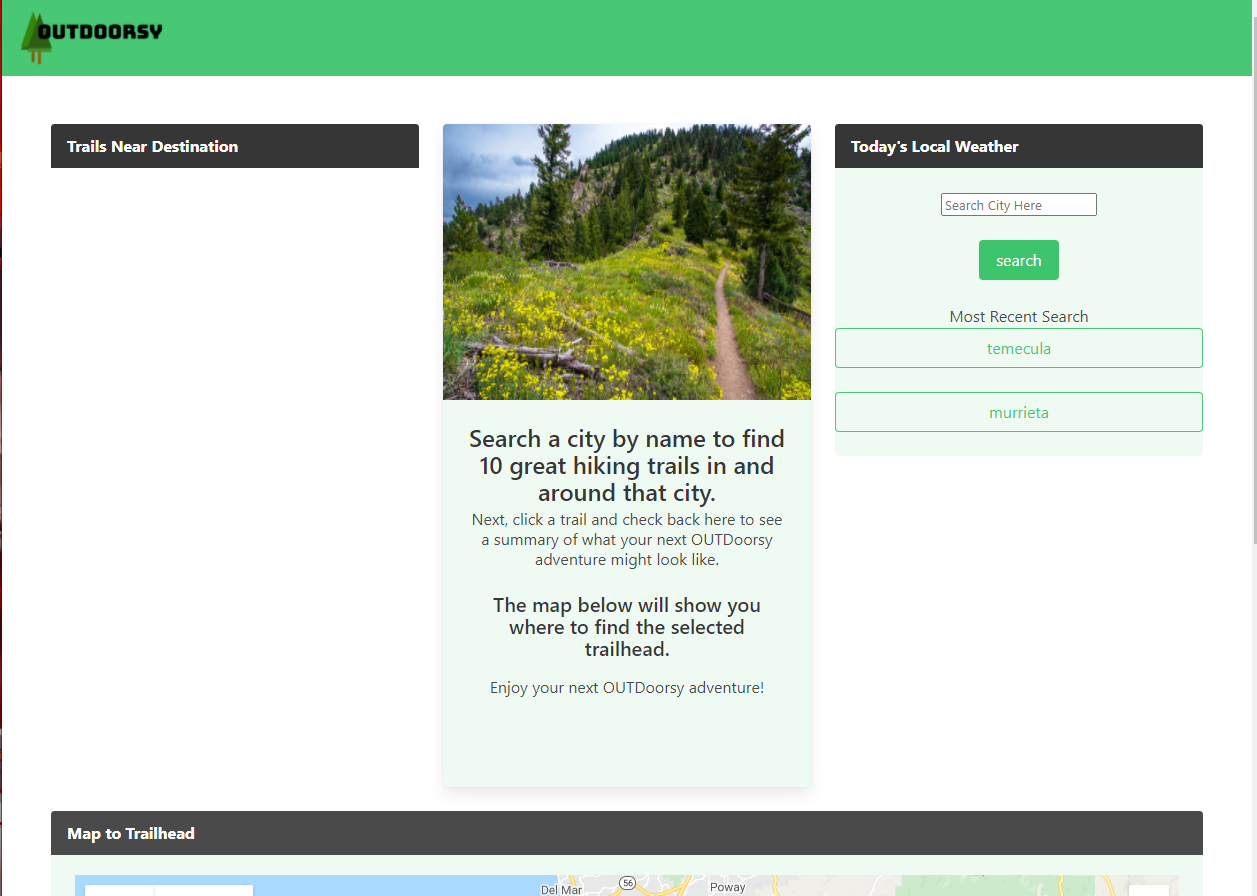 OUTDOORSY
Trails Near Destination
Search a city by name to find
10 great hiking trails in and
around that city.
Next, click a trail and check back here to see
a summary of what your next OUTDoorsy
adventure might look like.
The map below will show you
where to find the selected
trailhead.
Enjoy your next OUTDoorsy adventure!
Today's Local Weather
Search City Here
search
Most Recent Search
temecula
murrieta
Map to Trailhead
Del Mar
56
Poway